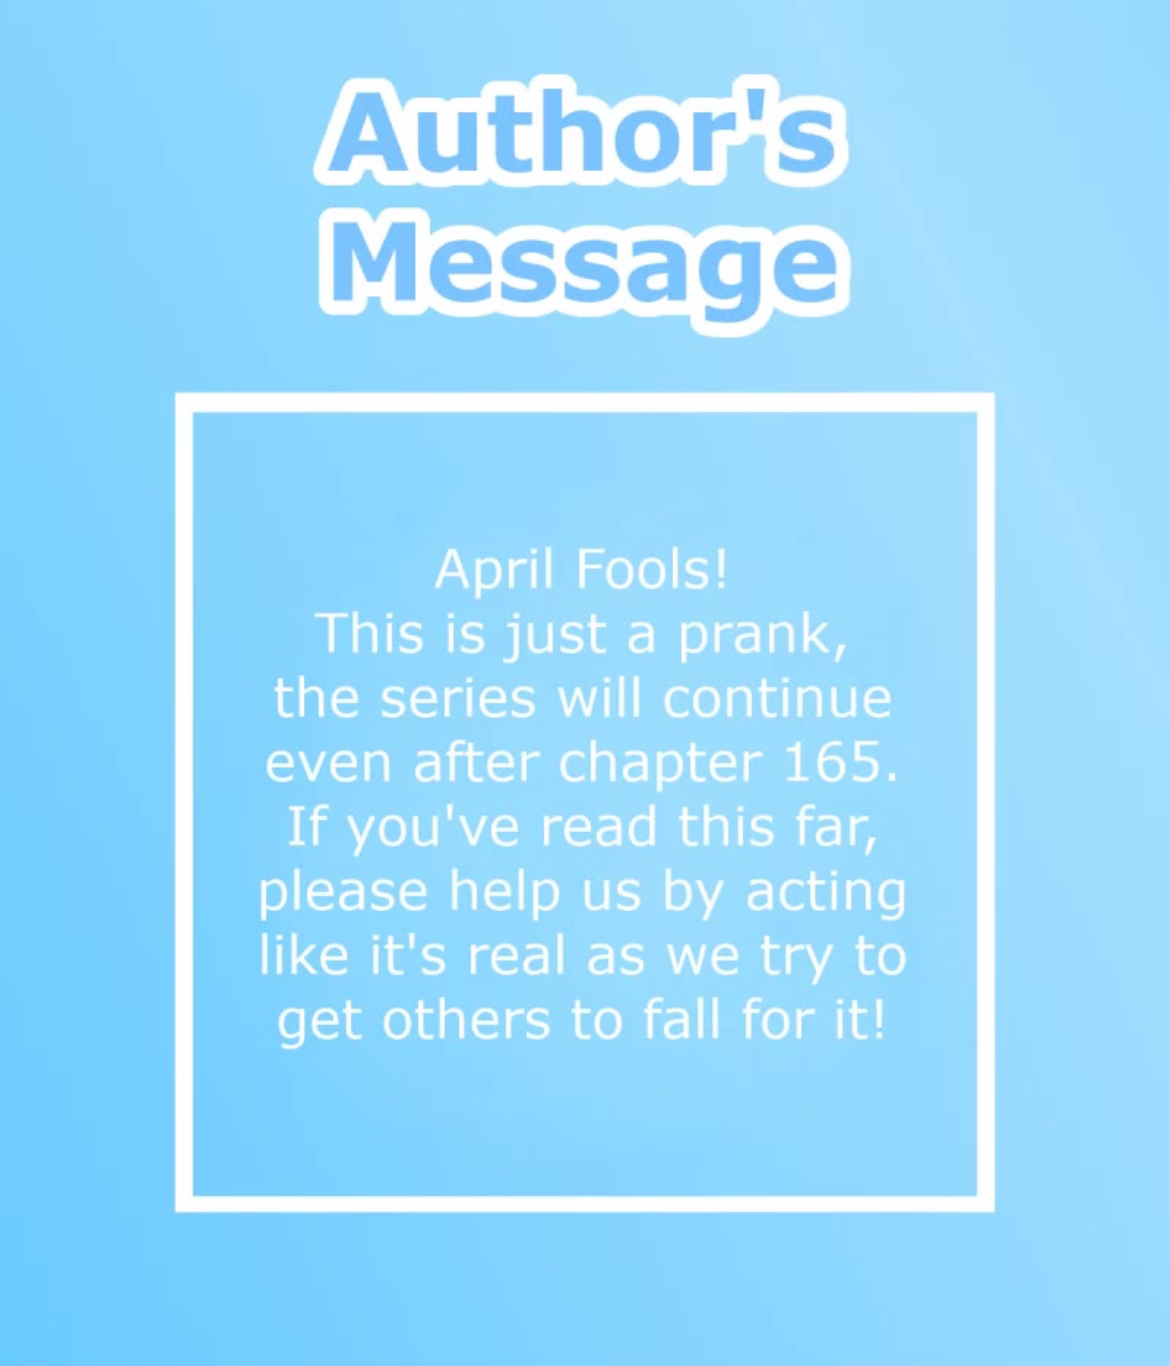 Author's
Message
April Fools!
This is just a prank,
the series will continue
even after chapter 165.
If you've read this far,
please help us by acting
like it's real as we try to
get others to fall for it!